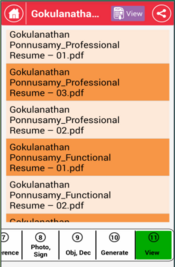 Gokulanatha...
View
Gokulanathan
Ponnusamy_Professional
Resume – 01.pdf
Gokulanathan
Ponnusamy_Professional
Resume – 03.pdf
Gokulanathan
Ponnusamy_Professional
Resume – 02.pdf
Gokulanathan
Ponnusamy_Functional
Resume – 01.pdf
Gokulanathan
Ponnusamy_Functional
Resume – 02.pdf
Gokulanathan
7 8 9 10 11
rence Photo, Sign Obj, Dec Generate View